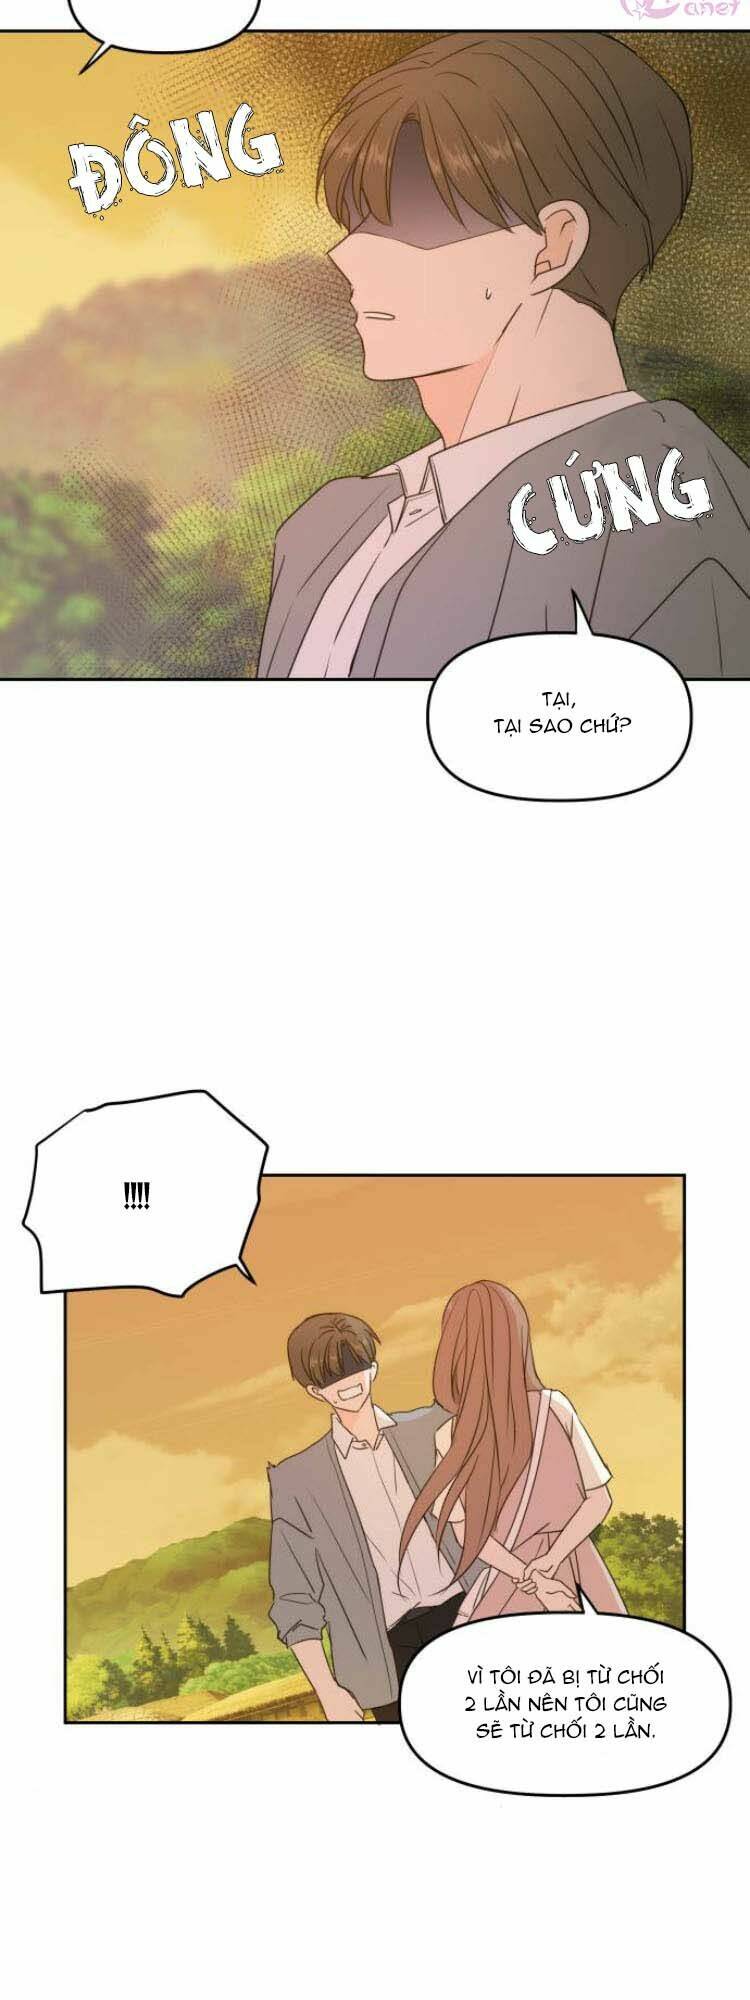 anet
ĐÔNG
CỨNG
TẠI,
TẠI SAO CHỨ?
!!!!
VÌ TÔI ĐÃ BỊ TỪ CHỐI
2 LẦN NÊN TÔI CŨNG
SẼ TỪ CHỐI 2 LẦN.